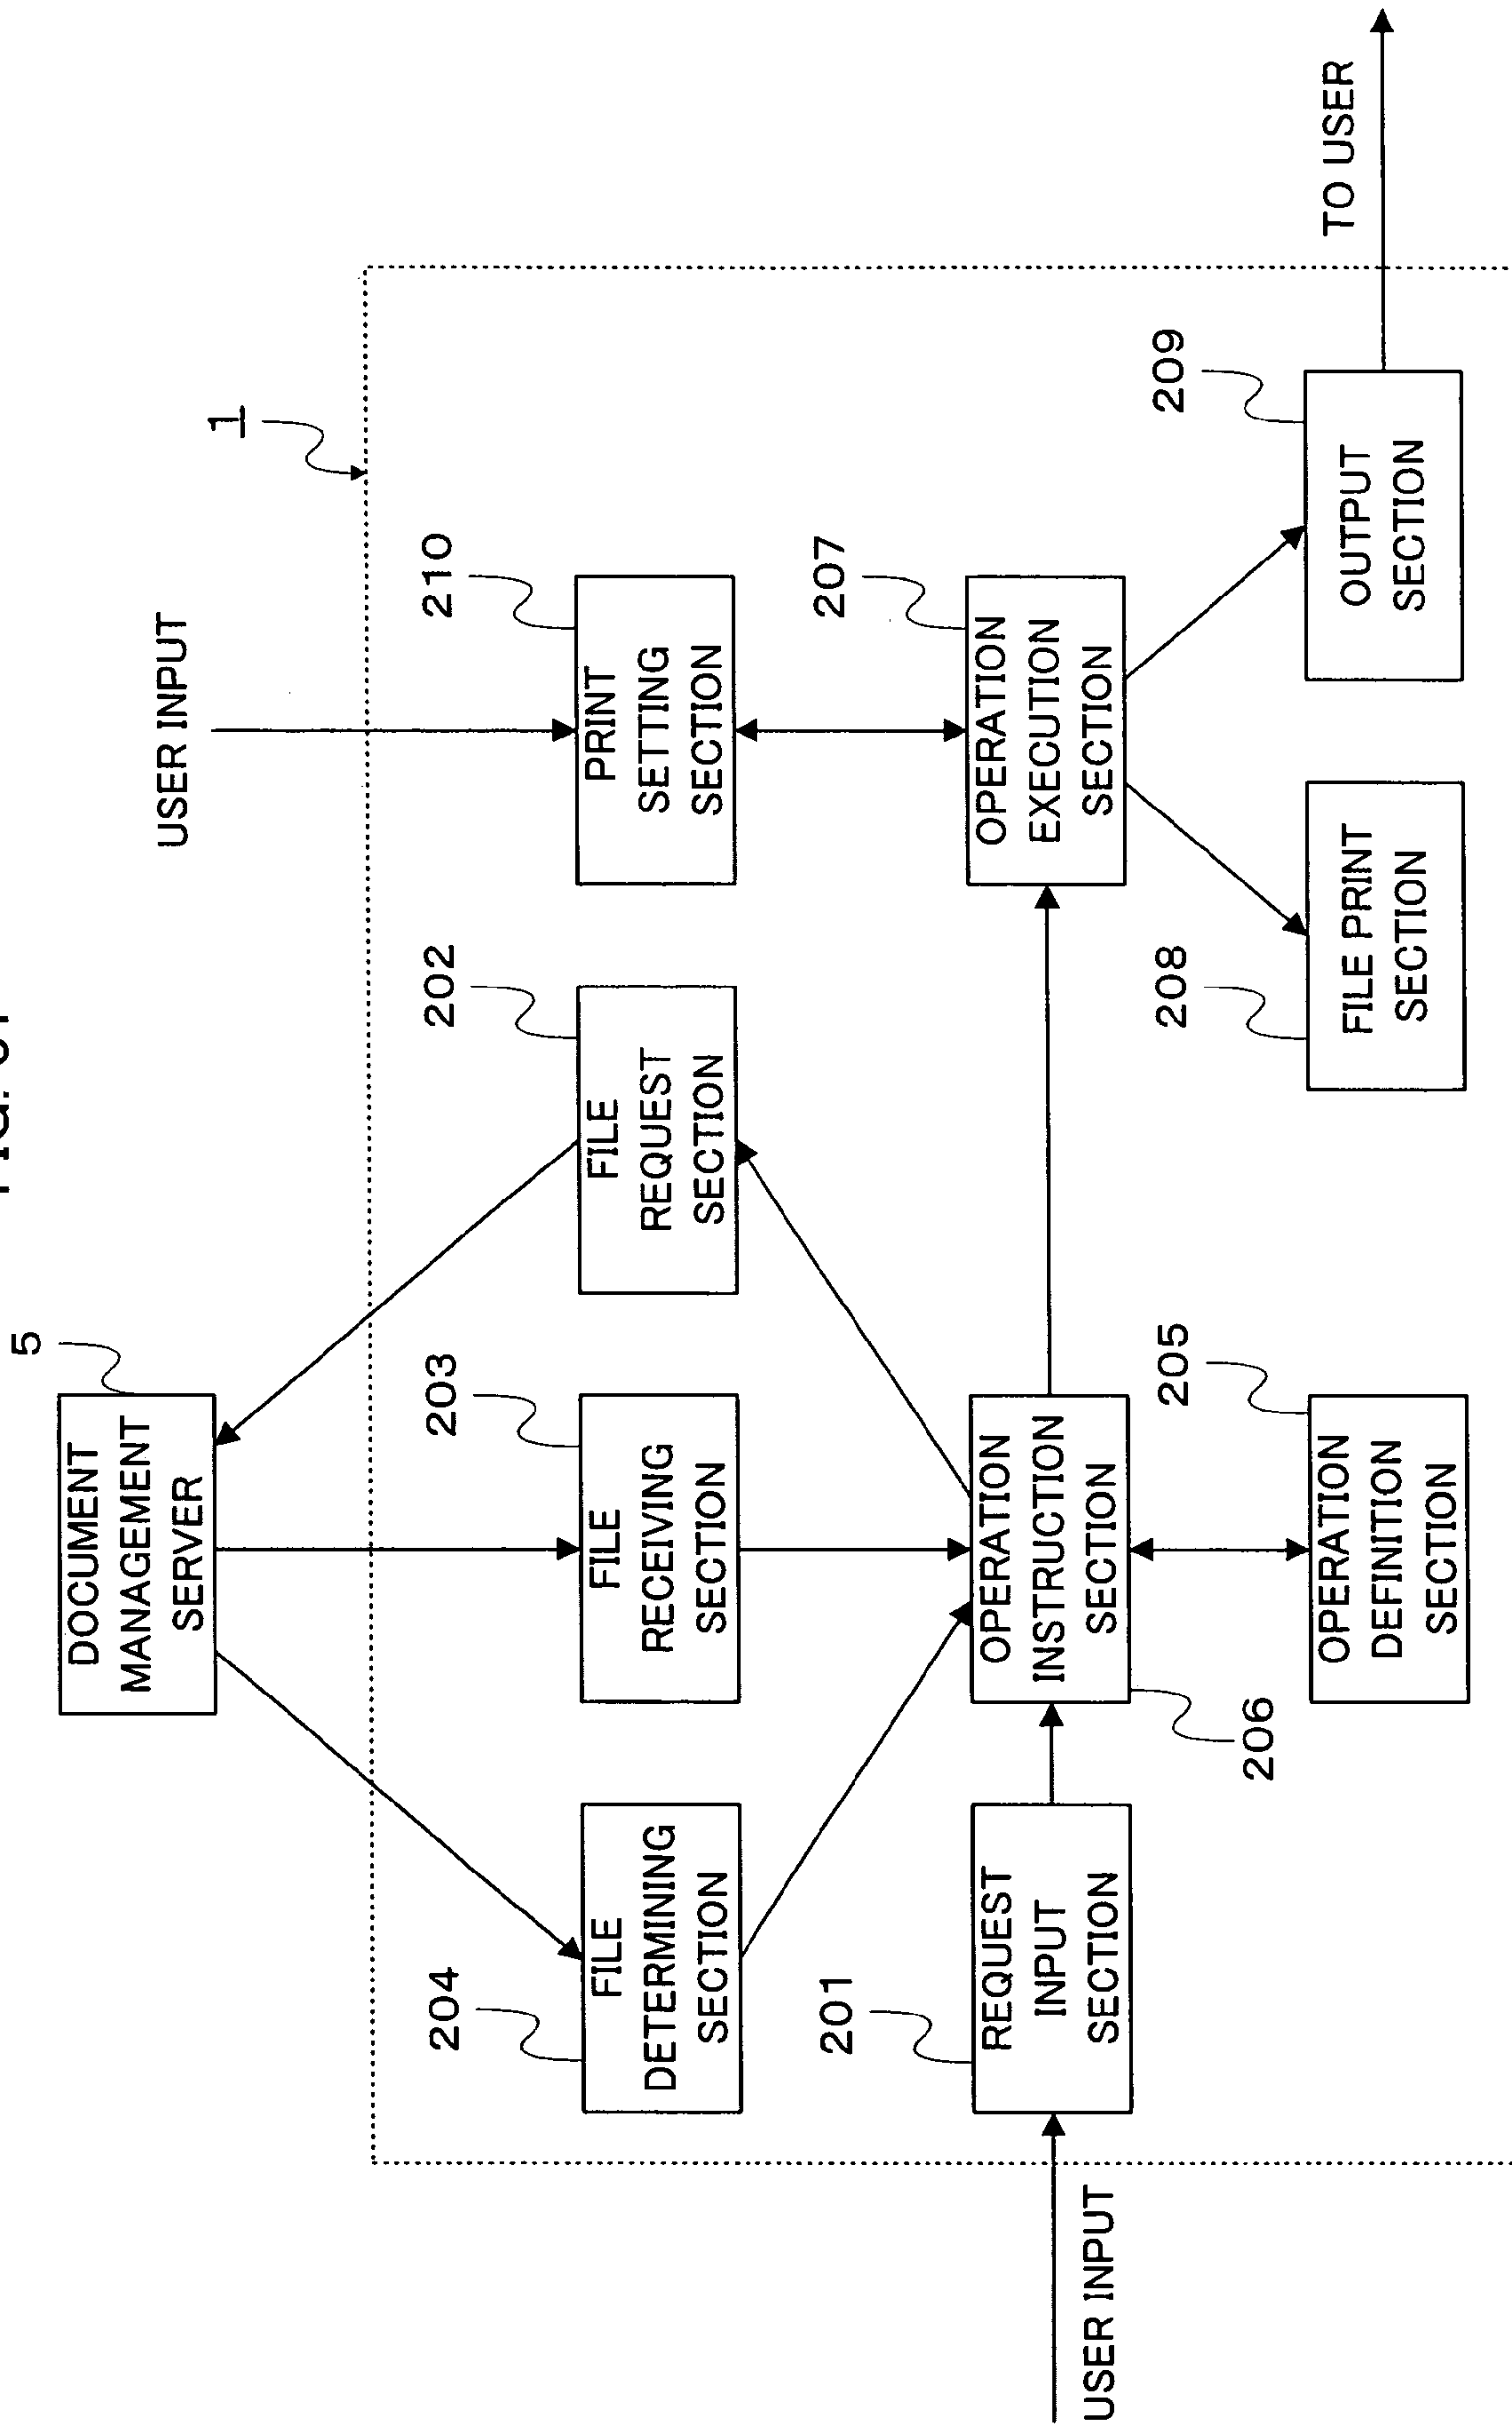 FIG.
5
DOCUMENT
MANAGEMENT
SERVER
USER INPUT
1
204
203
202
210
FILE
DETERMINING
SECTION
FILE
RECEIVING
SECTION
FILE
REQUEST
SECTION
PRINT
SETTING
SECTION
201
207
REQUEST
INPUT
SECTION
OPERATION
INSTRUCTION
SECTION
OPERATION
EXECUTION
SECTION
USER INPUT
206
205
208
209
OPERATION
DEFINITION
SECTION
FILE PRINT
SECTION
OUTPUT
SECTION
TO USER